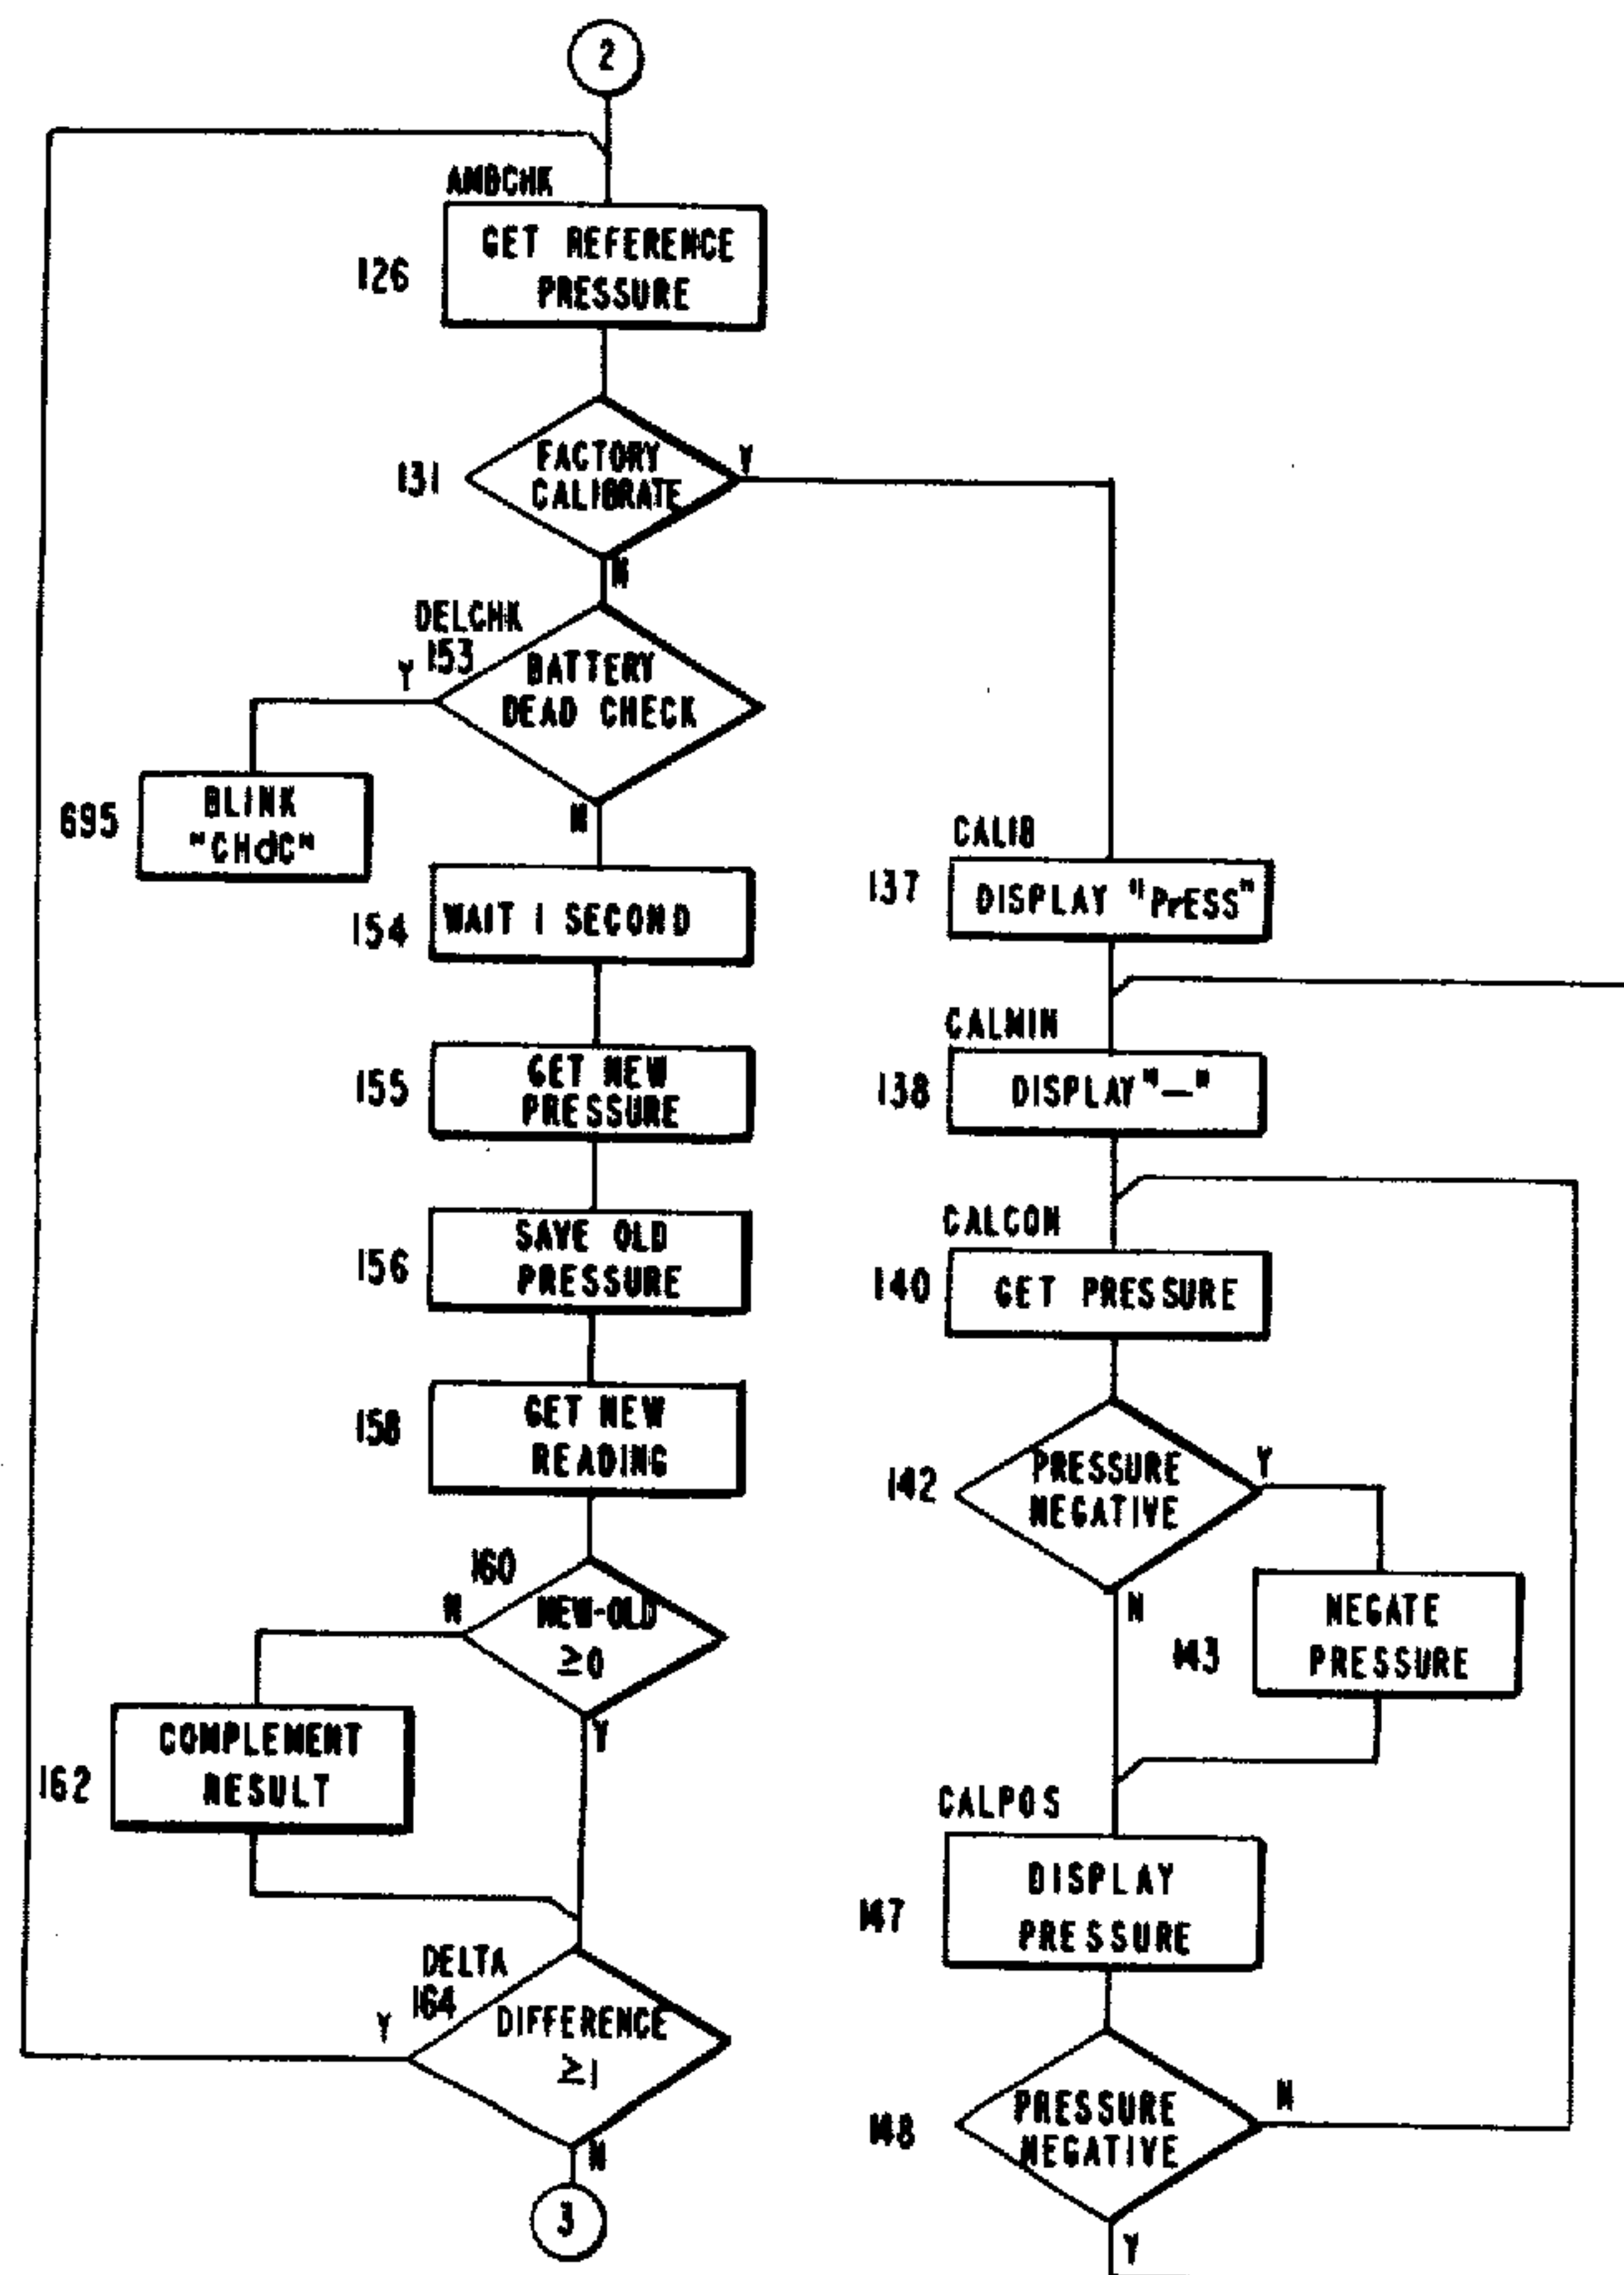 2
AMBCHK
126
GET REFERENCE
PRESSURE
131
FACTORY
CALIBRATE
Y
N
DELCHK
153
Y
BATTERY
DEAD CHECK
N
695
BLINK
"CHdC"
154
WAIT 1 SECOND
155
GET NEW
PRESSURE
156
SAVE OLD
PRESSURE
158
GET NEW
READING
160
N
NEW-OLD
≥0
Y
162
COMPLEMENT
RESULT
DELTA
164
Y
DIFFERENCE
≥1
N
3
CALIB
137
DISPLAY "PrESS"
CALMIN
138
DISPLAY "—"
CALCON
140
GET PRESSURE
142
PRESSURE
NEGATIVE
Y
N
143
NEGATE
PRESSURE
CALPOS
147
DISPLAY
PRESSURE
148
PRESSURE
NEGATIVE
N
Y